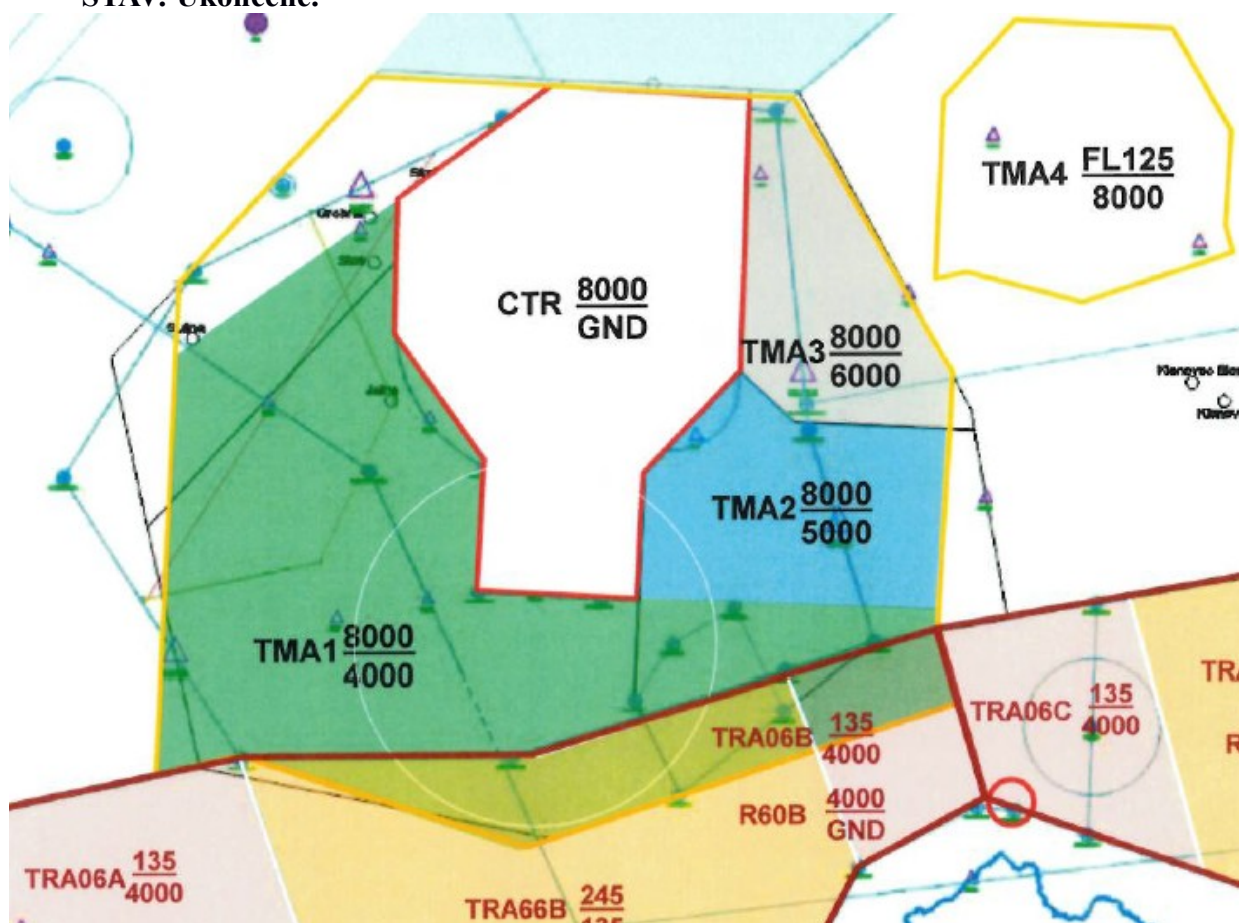 STAV: Ukončené.
TMA4 FL125
8000
CTR 8000
GND
TMA3 8000
6000
TMA2 8000
5000
TMA1 8000
4000
TRA06C 135
4000
TRA06B 135
4000
R60B 4000
GND
TRA06A 135
4000
TRA66B 245